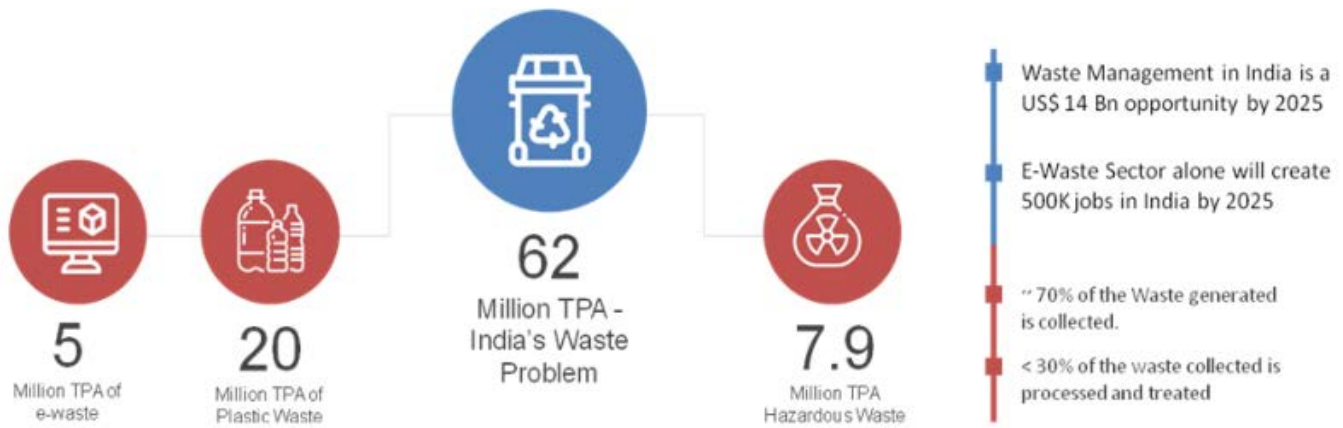 5
Million TPA of
e-waste
20
Million TPA of
Plastic Waste
62
Million TPA -
India's Waste
Problem
7.9
Million TPA
Hazardous Waste
Waste Management in India is a
US$ 14 Bn opportunity by 2025
E-Waste Sector alone will create
500K jobs in India by 2025
~ 70% of the Waste generated
is collected.
< 30% of the waste collected is
processed and treated